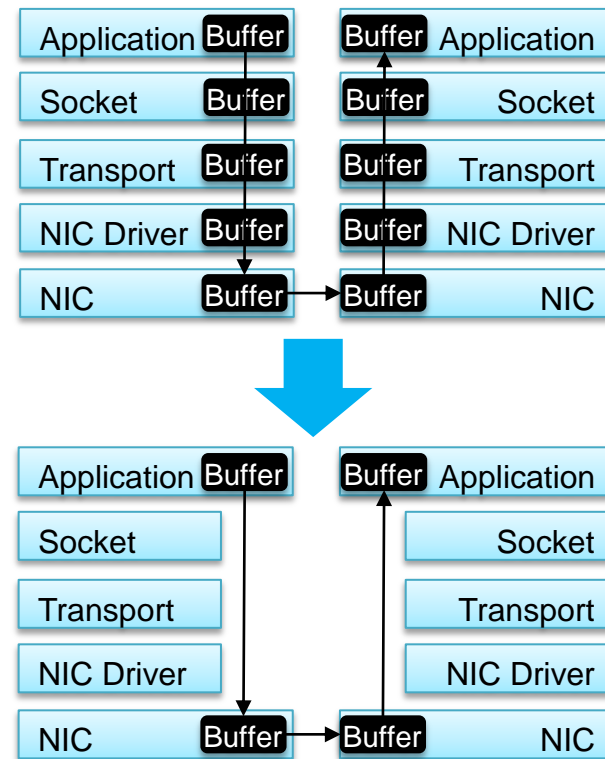 Application Buffer Buffer Application
Socket Buffer Buffer Socket
Transport Buffer Buffer Transport
NIC Driver Buffer Buffer NIC Driver
NIC Buffer Buffer NIC
Application Buffer Buffer Application
Socket Socket
Transport Transport
NIC Driver NIC Driver
NIC Buffer Buffer NIC